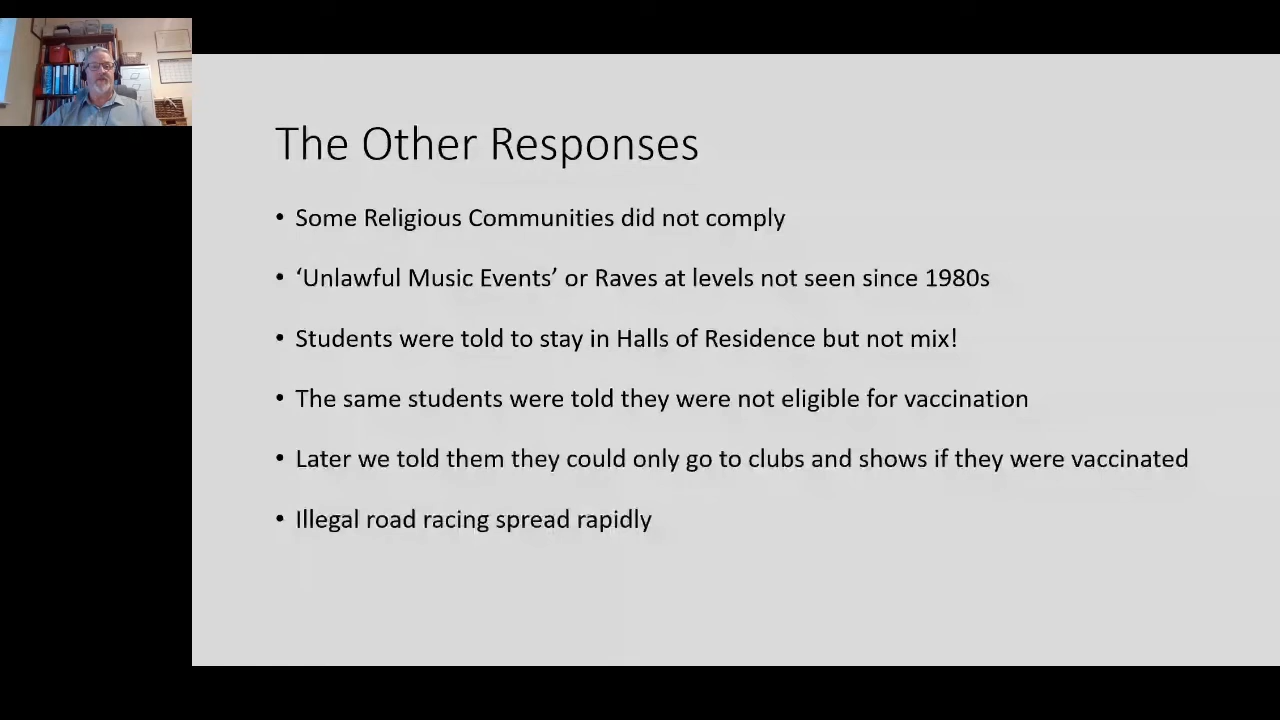 The Other Responses
• Some Religious Communities did not comply
• ‘Unlawful Music Events’ or Raves at levels not seen since 1980s
• Students were told to stay in Halls of Residence but not mix!
• The same students were told they were not eligible for vaccination
• Later we told them they could only go to clubs and shows if they were vaccinated
• Illegal road racing spread rapidly